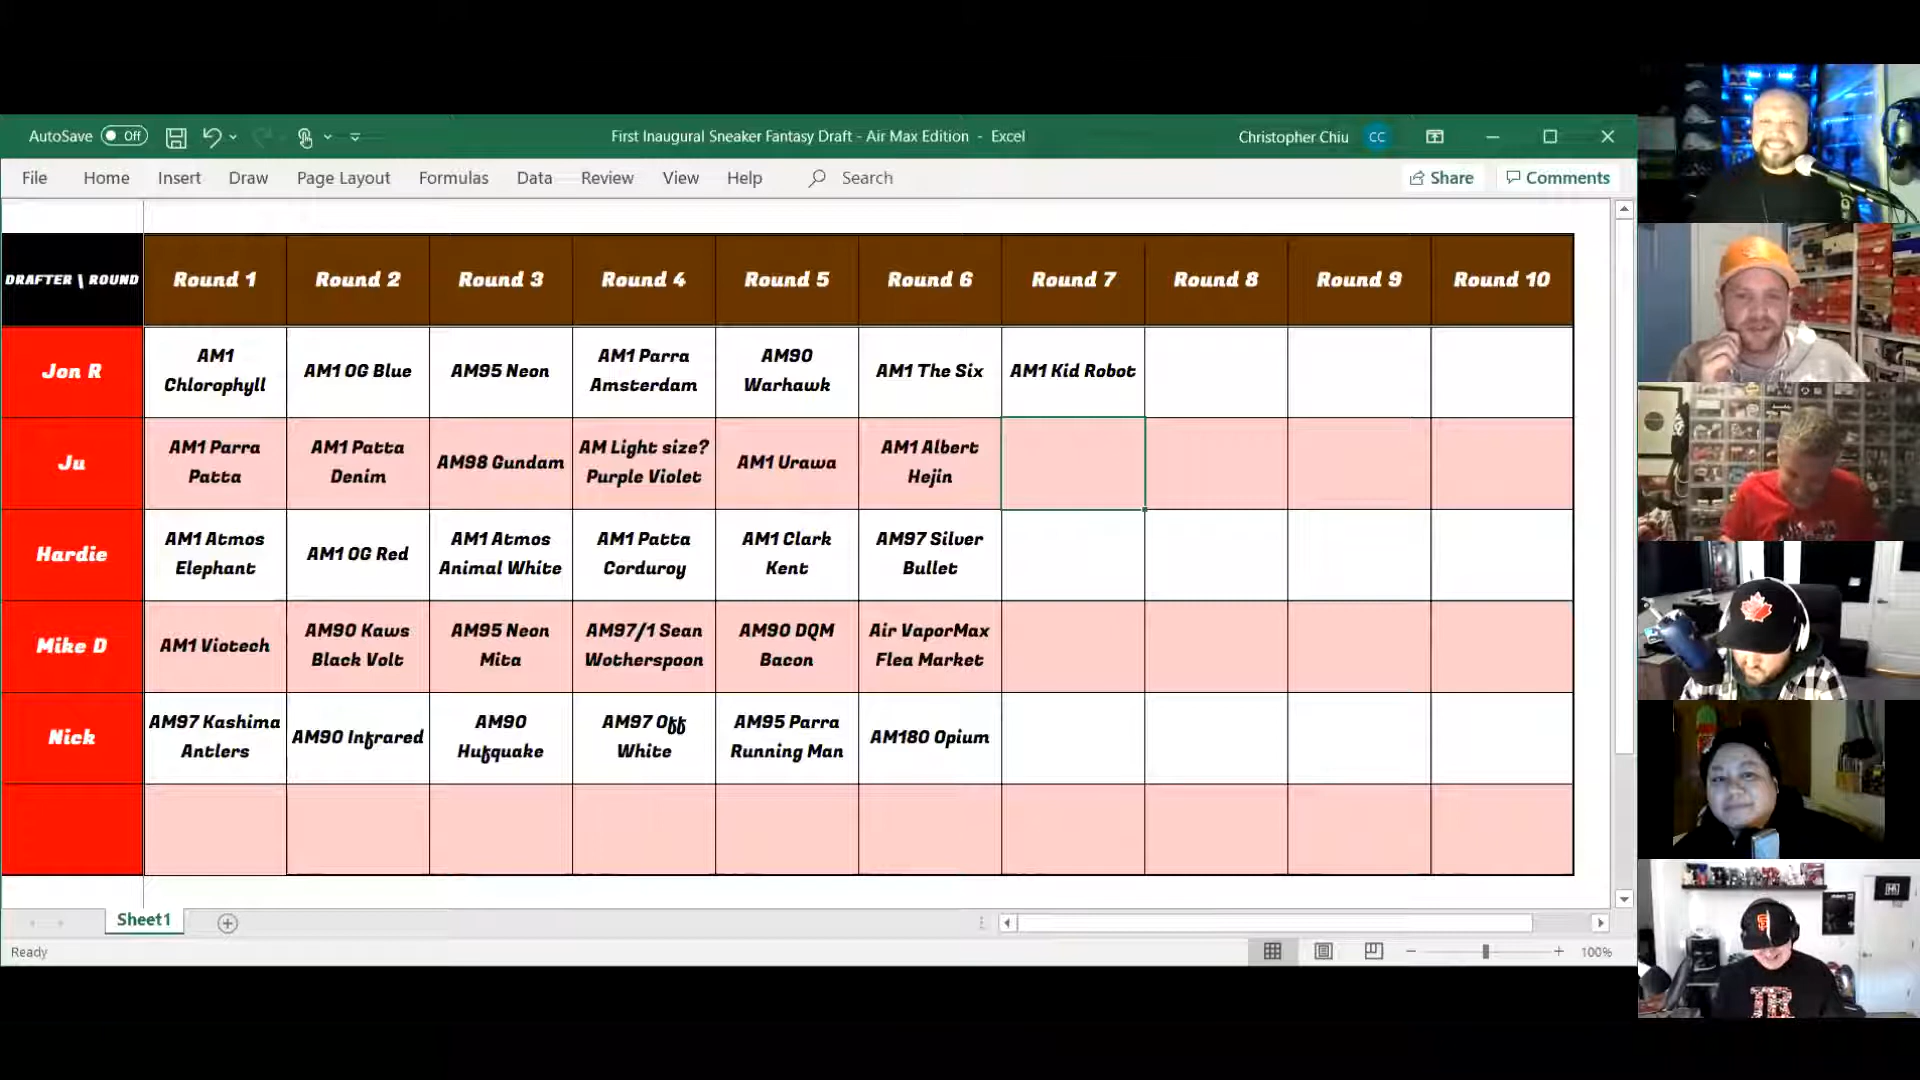 AutoSave Off
First Inaugural Sneaker Fantasy Draft - Air Max Edition - Excel
Christopher Chiu CC
File Home Insert Draw Page Layout Formulas Data Review View Help Search
Share Comments
DRAFTER \ ROUND Round 1 Round 2 Round 3 Round 4 Round 5 Round 6 Round 7 Round 8 Round 9 Round 10
Jon R
AM1
Chlorophyll
AM1 OG Blue
AM95 Neon
AM1 Parra
Amsterdam
AM90
Warhawk
AM1 The Six
AM1 Kid Robot
Ju
AM1 Parra
Patta
AM1 Patta
Denim
AM98 Gundam
AM Light size?
Purple Violet
AM1 Urawa
AM1 Albert
Hejin
Hardie
AM1 Atmos
Elephant
AM1 OG Red
AM1 Atmos
Animal White
AM1 Patta
Corduroy
AM1 Clark
Kent
AM97 Silver
Bullet
Mike D
AM1 Viotech
AM90 Kaws
Black Volt
AM95 Neon
Mita
AM97/1 Sean
Wotherspoon
AM90 DQM
Bacon
Air VaporMax
Flea Market
Nick
AM97 Kashima
Antlers
AM90 Infrared
AM90
Hufquake
AM97 Off
White
AM95 Parra
Running Man
AM180 Opium
Sheet1
Ready
100%